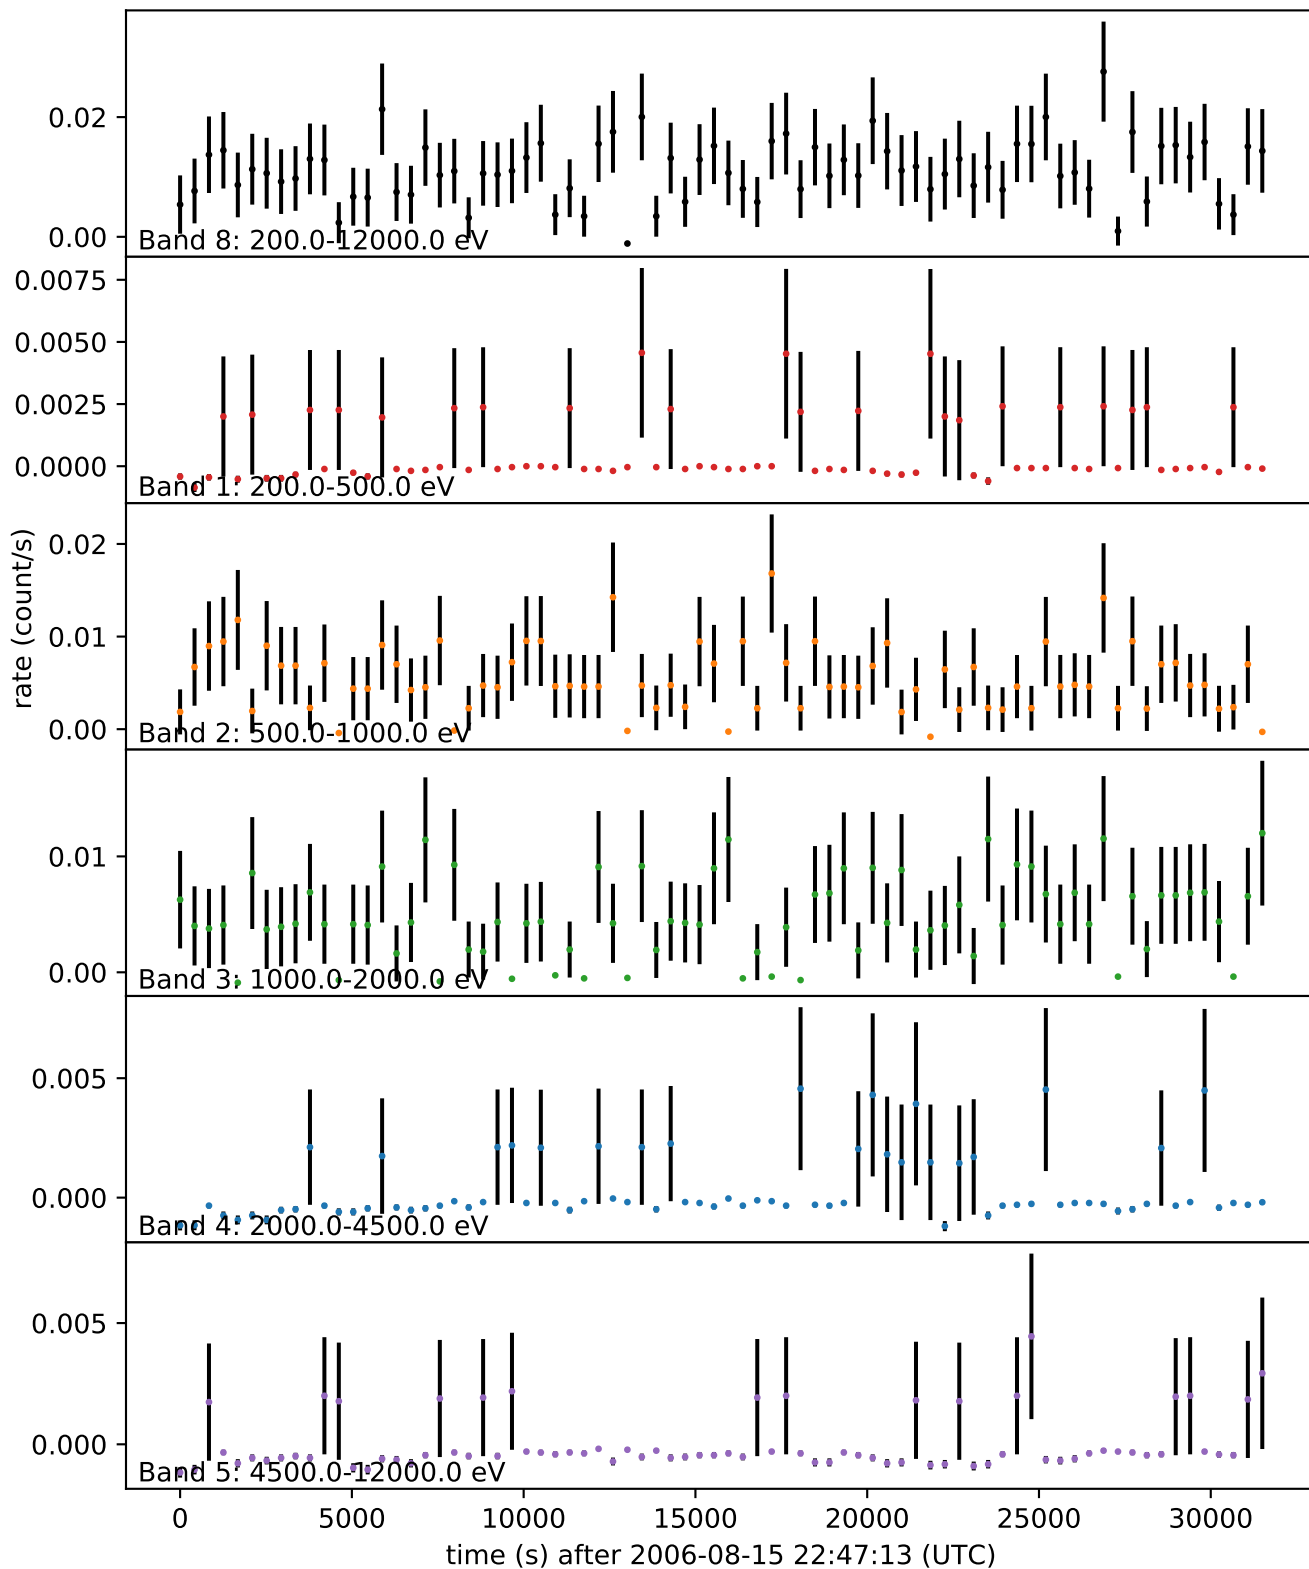 0.02
0.00
Band 8: 200.0-12000.0 eV
0.0075
0.0050
0.0025
0.0000
Band 1: 200.0-500.0 eV
rate (count/s)
0.02
0.01
0.00
Band 2: 500.0-1000.0 eV
0.01
0.00
Band 3: 1000.0-2000.0 eV
0.005
0.000
Band 4: 2000.0-4500.0 eV
0.005
0.000
Band 5: 4500.0-12000.0 eV
0 5000 10000 15000 20000 25000 30000
time (s) after 2006-08-15 22:47:13 (UTC)